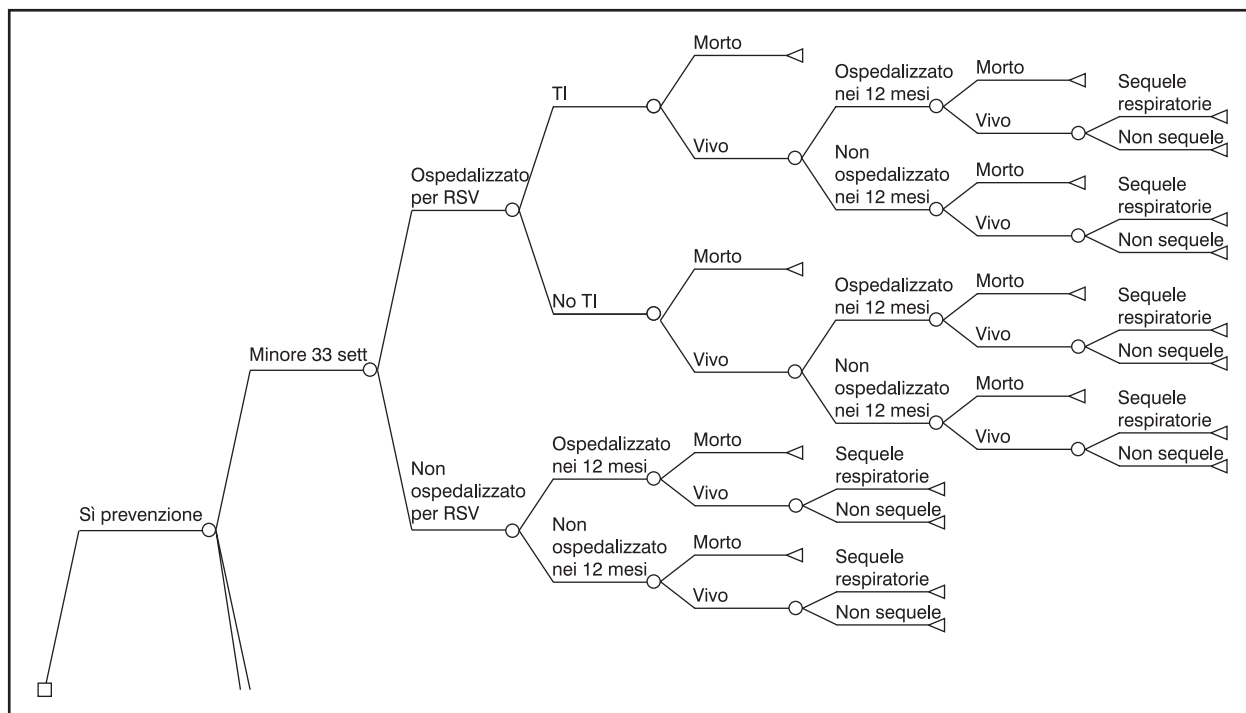 Morto
TI
Ospedalizzato
nei 12 mesi
Morto
Sequele
respiratorie
Vivo
Non sequele
Vivo
Non
ospedalizzato
nei 12 mesi
Morto
Sequele
respiratorie
Vivo
Non sequele
Ospedalizzato
per RSV
Morto
No TI
Ospedalizzato
nei 12 mesi
Morto
Sequele
respiratorie
Vivo
Non sequele
Vivo
Non
ospedalizzato
nei 12 mesi
Morto
Sequele
respiratorie
Vivo
Non sequele
Minore 33 sett
Non
ospedalizzato
per RSV
Ospedalizzato
nei 12 mesi
Morto
Sequele
respiratorie
Vivo
Non sequele
Non
ospedalizzato
nei 12 mesi
Morto
Sequele
respiratorie
Vivo
Non sequele
Sì prevenzione